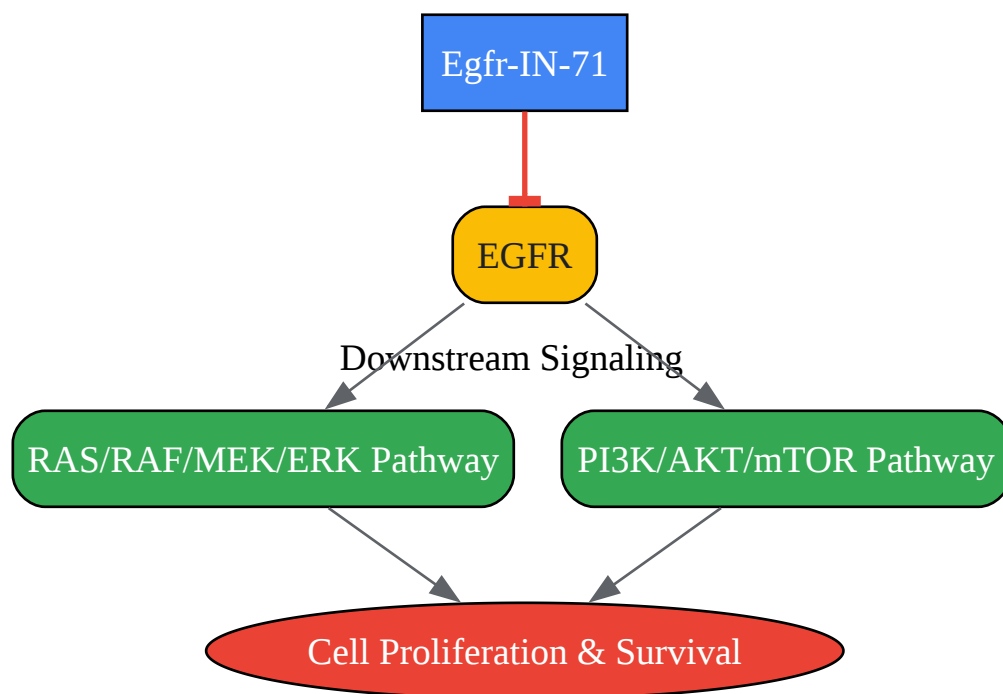 Egfr-IN-71
EGFR
Downstream Signaling
RAS/RAF/MEK/ERK Pathway
PI3K/AKT/mTOR Pathway
Cell Proliferation & Survival